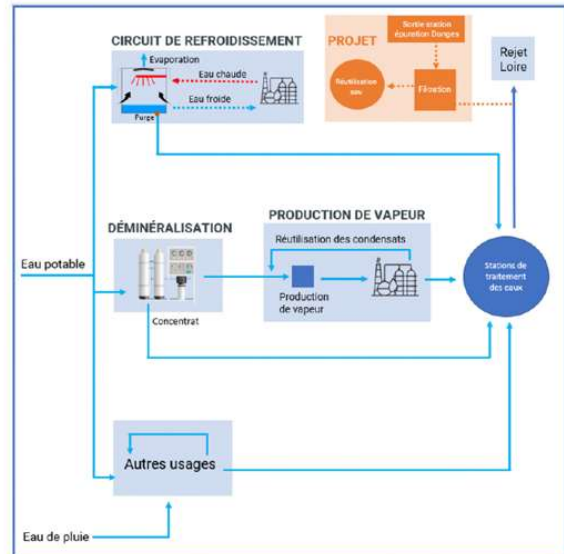 CIRCUIT DE REFROIDISSEMENT
Evaporation
Eau chaude
Eau froide
Purge
PROJET
Sortie station
épuration Donges
Réutilisation
eau
Filtration
Rejet
Loire
DÉMINÉRALISATION
Concentrat
PRODUCTION DE VAPEUR
Réutilisation des condensats
Production
de vapeur
Eau potable
Stations de
traitement
des eaux
Autres usages
Eau de pluie